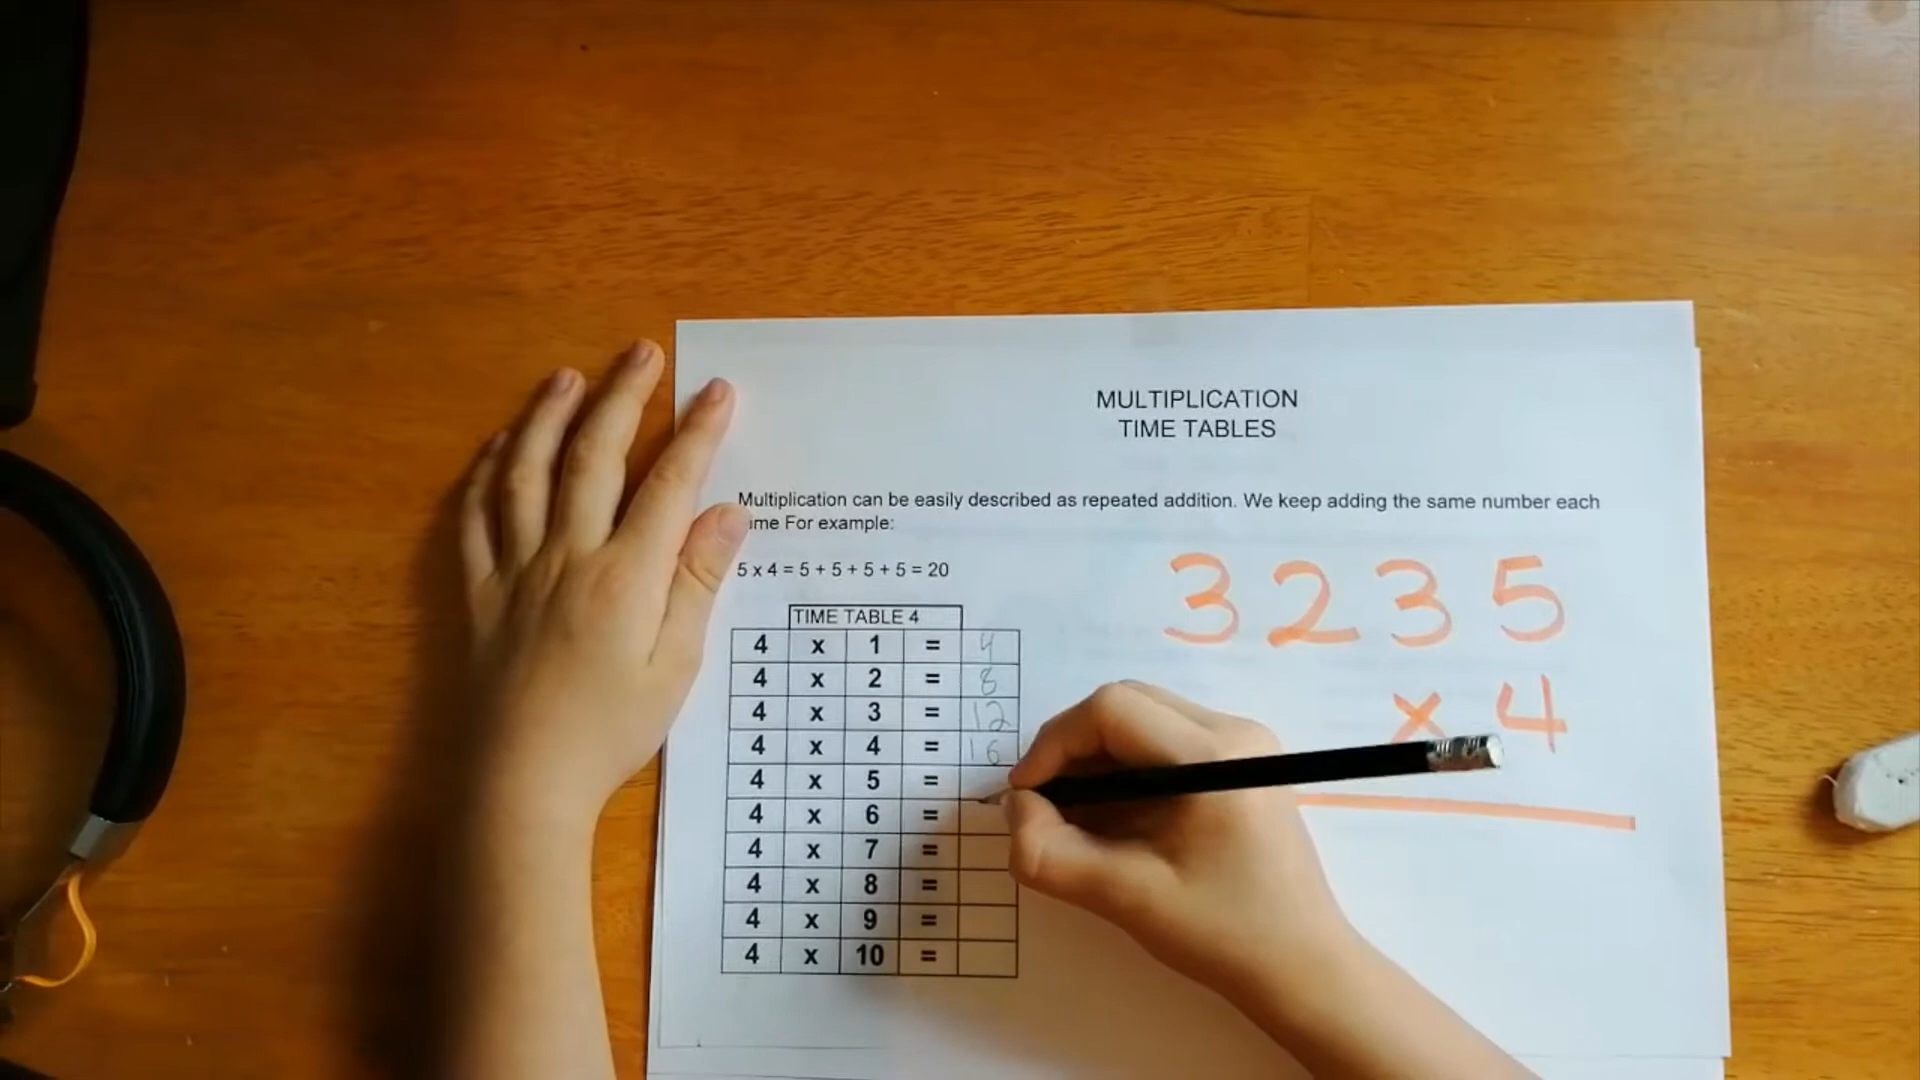 MULTIPLICATION
TIME TABLES
Multiplication can be easily described as repeated addition. We keep adding the same number each
ime For example:
5 x 4 = 5 + 5 + 5 + 5 = 20
TIME TABLE 4
4 x 1 = 4
4 x 2 = 8
4 x 3 = 12
4 x 4 = 16
4 x 5 =
4 x 6 =
4 x 7 =
4 x 8 =
4 x 9 =
4 x 10 =
3235
x 4